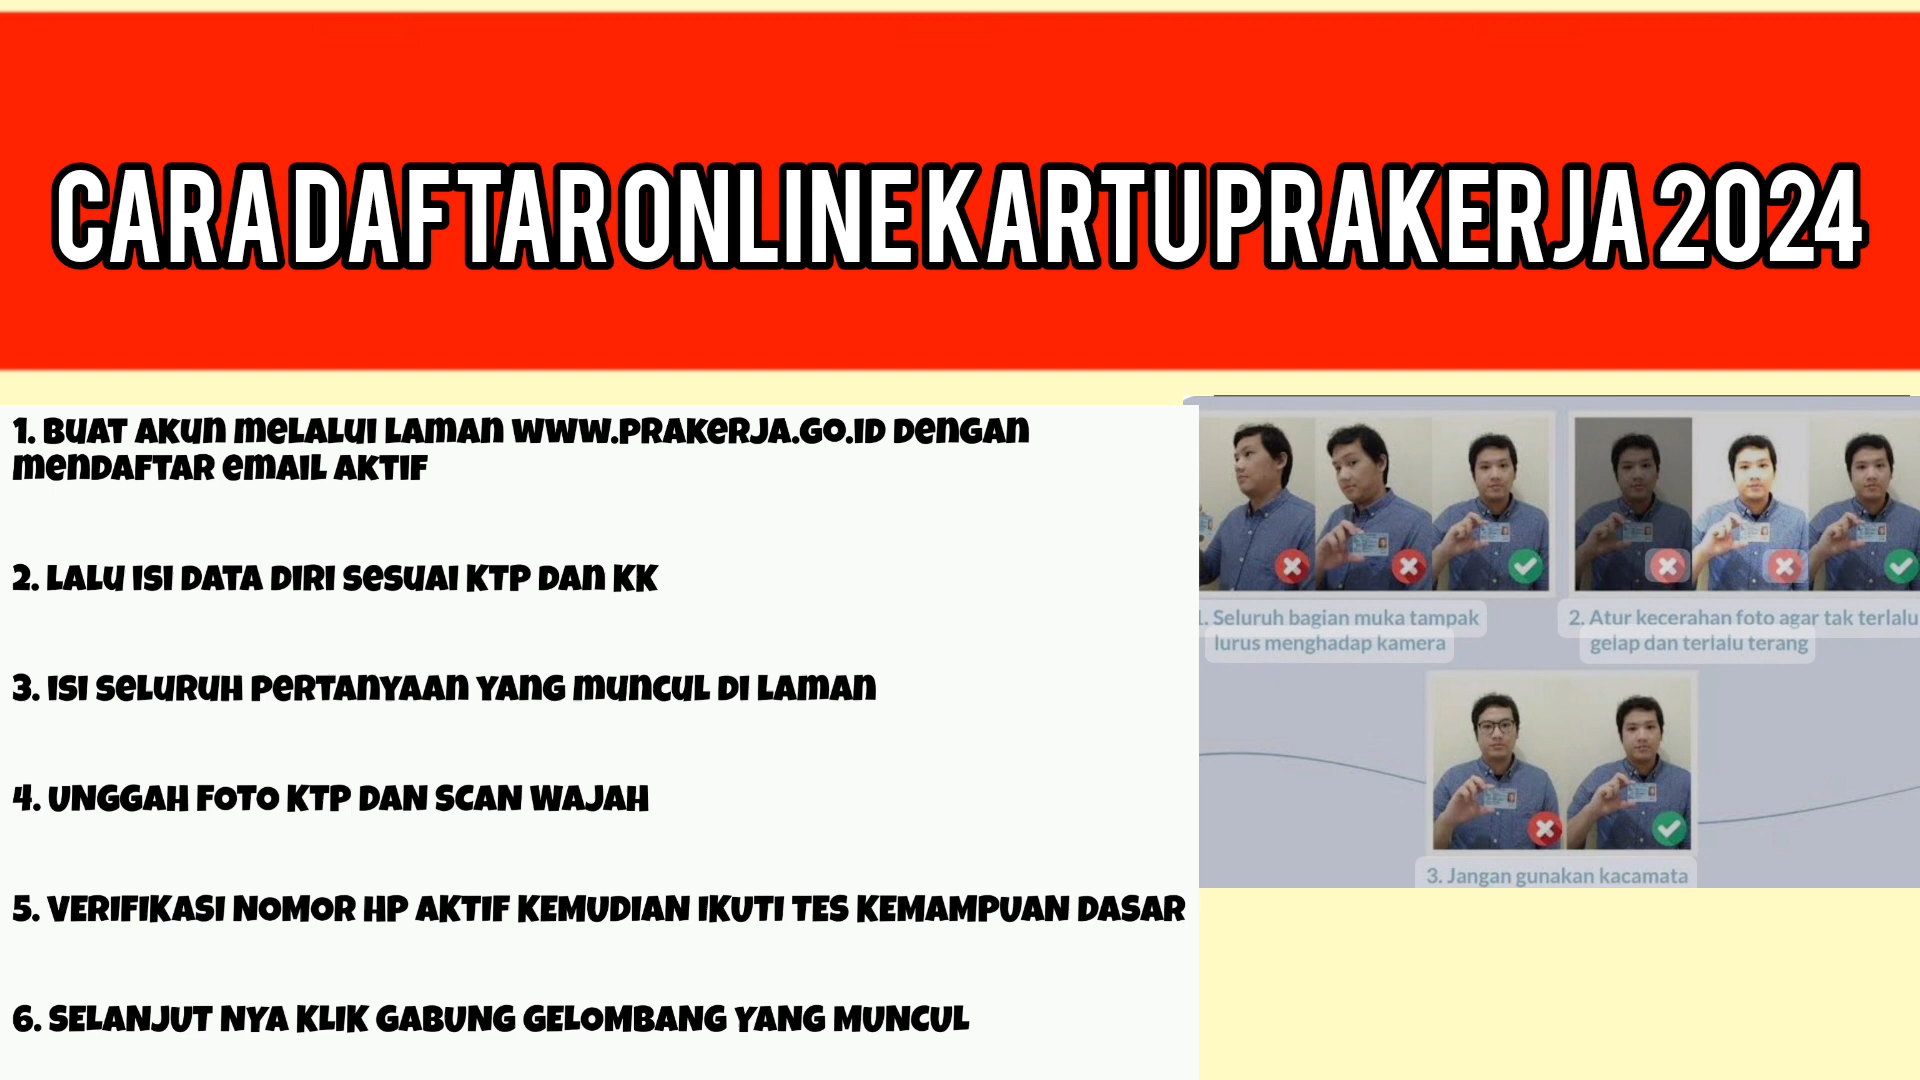 CARA DAFTAR ONLINE KARTU PRAKERJA 2024
1. BUAT AKUN MELALUI LAMAN WWW.PRAKERJA.GO.ID DENGAN
MENDAFTAR EMAIL AKTIF
2. LALU ISI DATA DIRI SESUAI KTP DAN KK
3. ISI SELURUH PERTANYAAN YANG MUNCUL DI LAMAN
4. UNGGAH FOTO KTP DAN SCAN WAJAH
5. VERIFIKASI NOMOR HP AKTIF KEMUDIAN IKUTI TES KEMAMPUAN DASAR
6. SELANJUT NYA KLIK GABUNG GELOMBANG YANG MUNCUL
1. Seluruh bagian muka tampak
lurus menghadap kamera
2. Atur kecerahan foto agar tak terlalu
gelap dan terlalu terang
3. Jangan gunakan kacamata